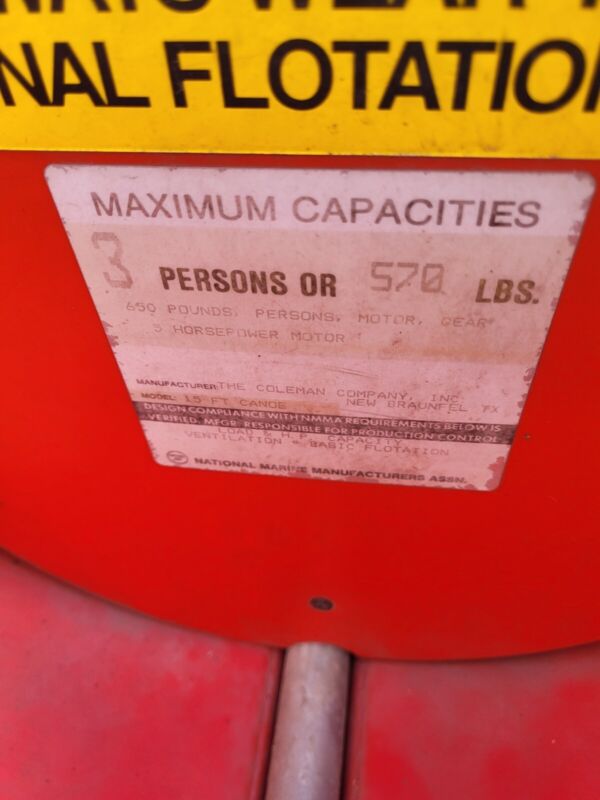 NAL FLOTATION
MAXIMUM CAPACITIES
3 PERSONS OR 570 LBS.
650 POUNDS, PERSONS, MOTOR, GEAR
HORSEPOWER MOTOR
MANUFACTURER: THE COLEMAN COMPANY, INC.
MODEL: 15 FT CANOE NEW BRAUNFEL TX
DESIGN COMPLIANCE WITH NMMA REQUIREMENTS BELOW IS
VERIFIED. MFGR. RESPONSIBLE FOR PRODUCTION CONTROL
LOAD * H.P. CAPACITY
VENTILATION * BASIC FLOTATION
NATIONAL MARINE MANUFACTURERS ASSN.